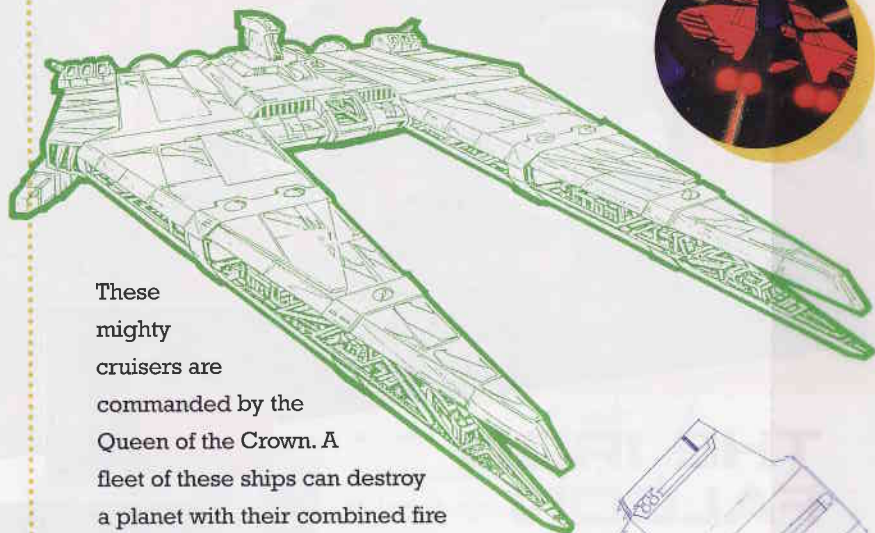 These
mighty
cruisers are
commanded by the
Queen of the Crown. A
fleet of these ships can destroy
a planet with their combined fire